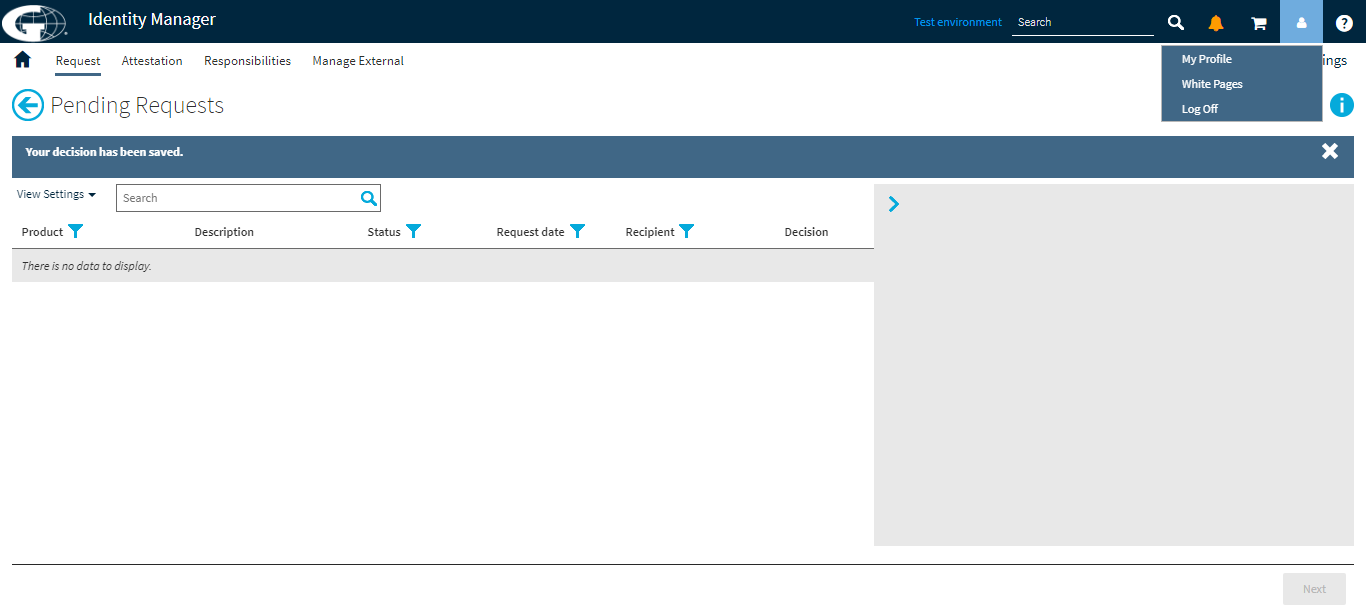 Identity Manager
Test environment
Search
Request Attestation Responsibilities Manage External
My Profile
White Pages
Log Off
ings
Pending Requests
Your decision has been saved.
View Settings
Search
Product Description Status Request date Recipient Decision
There is no data to display.
Next